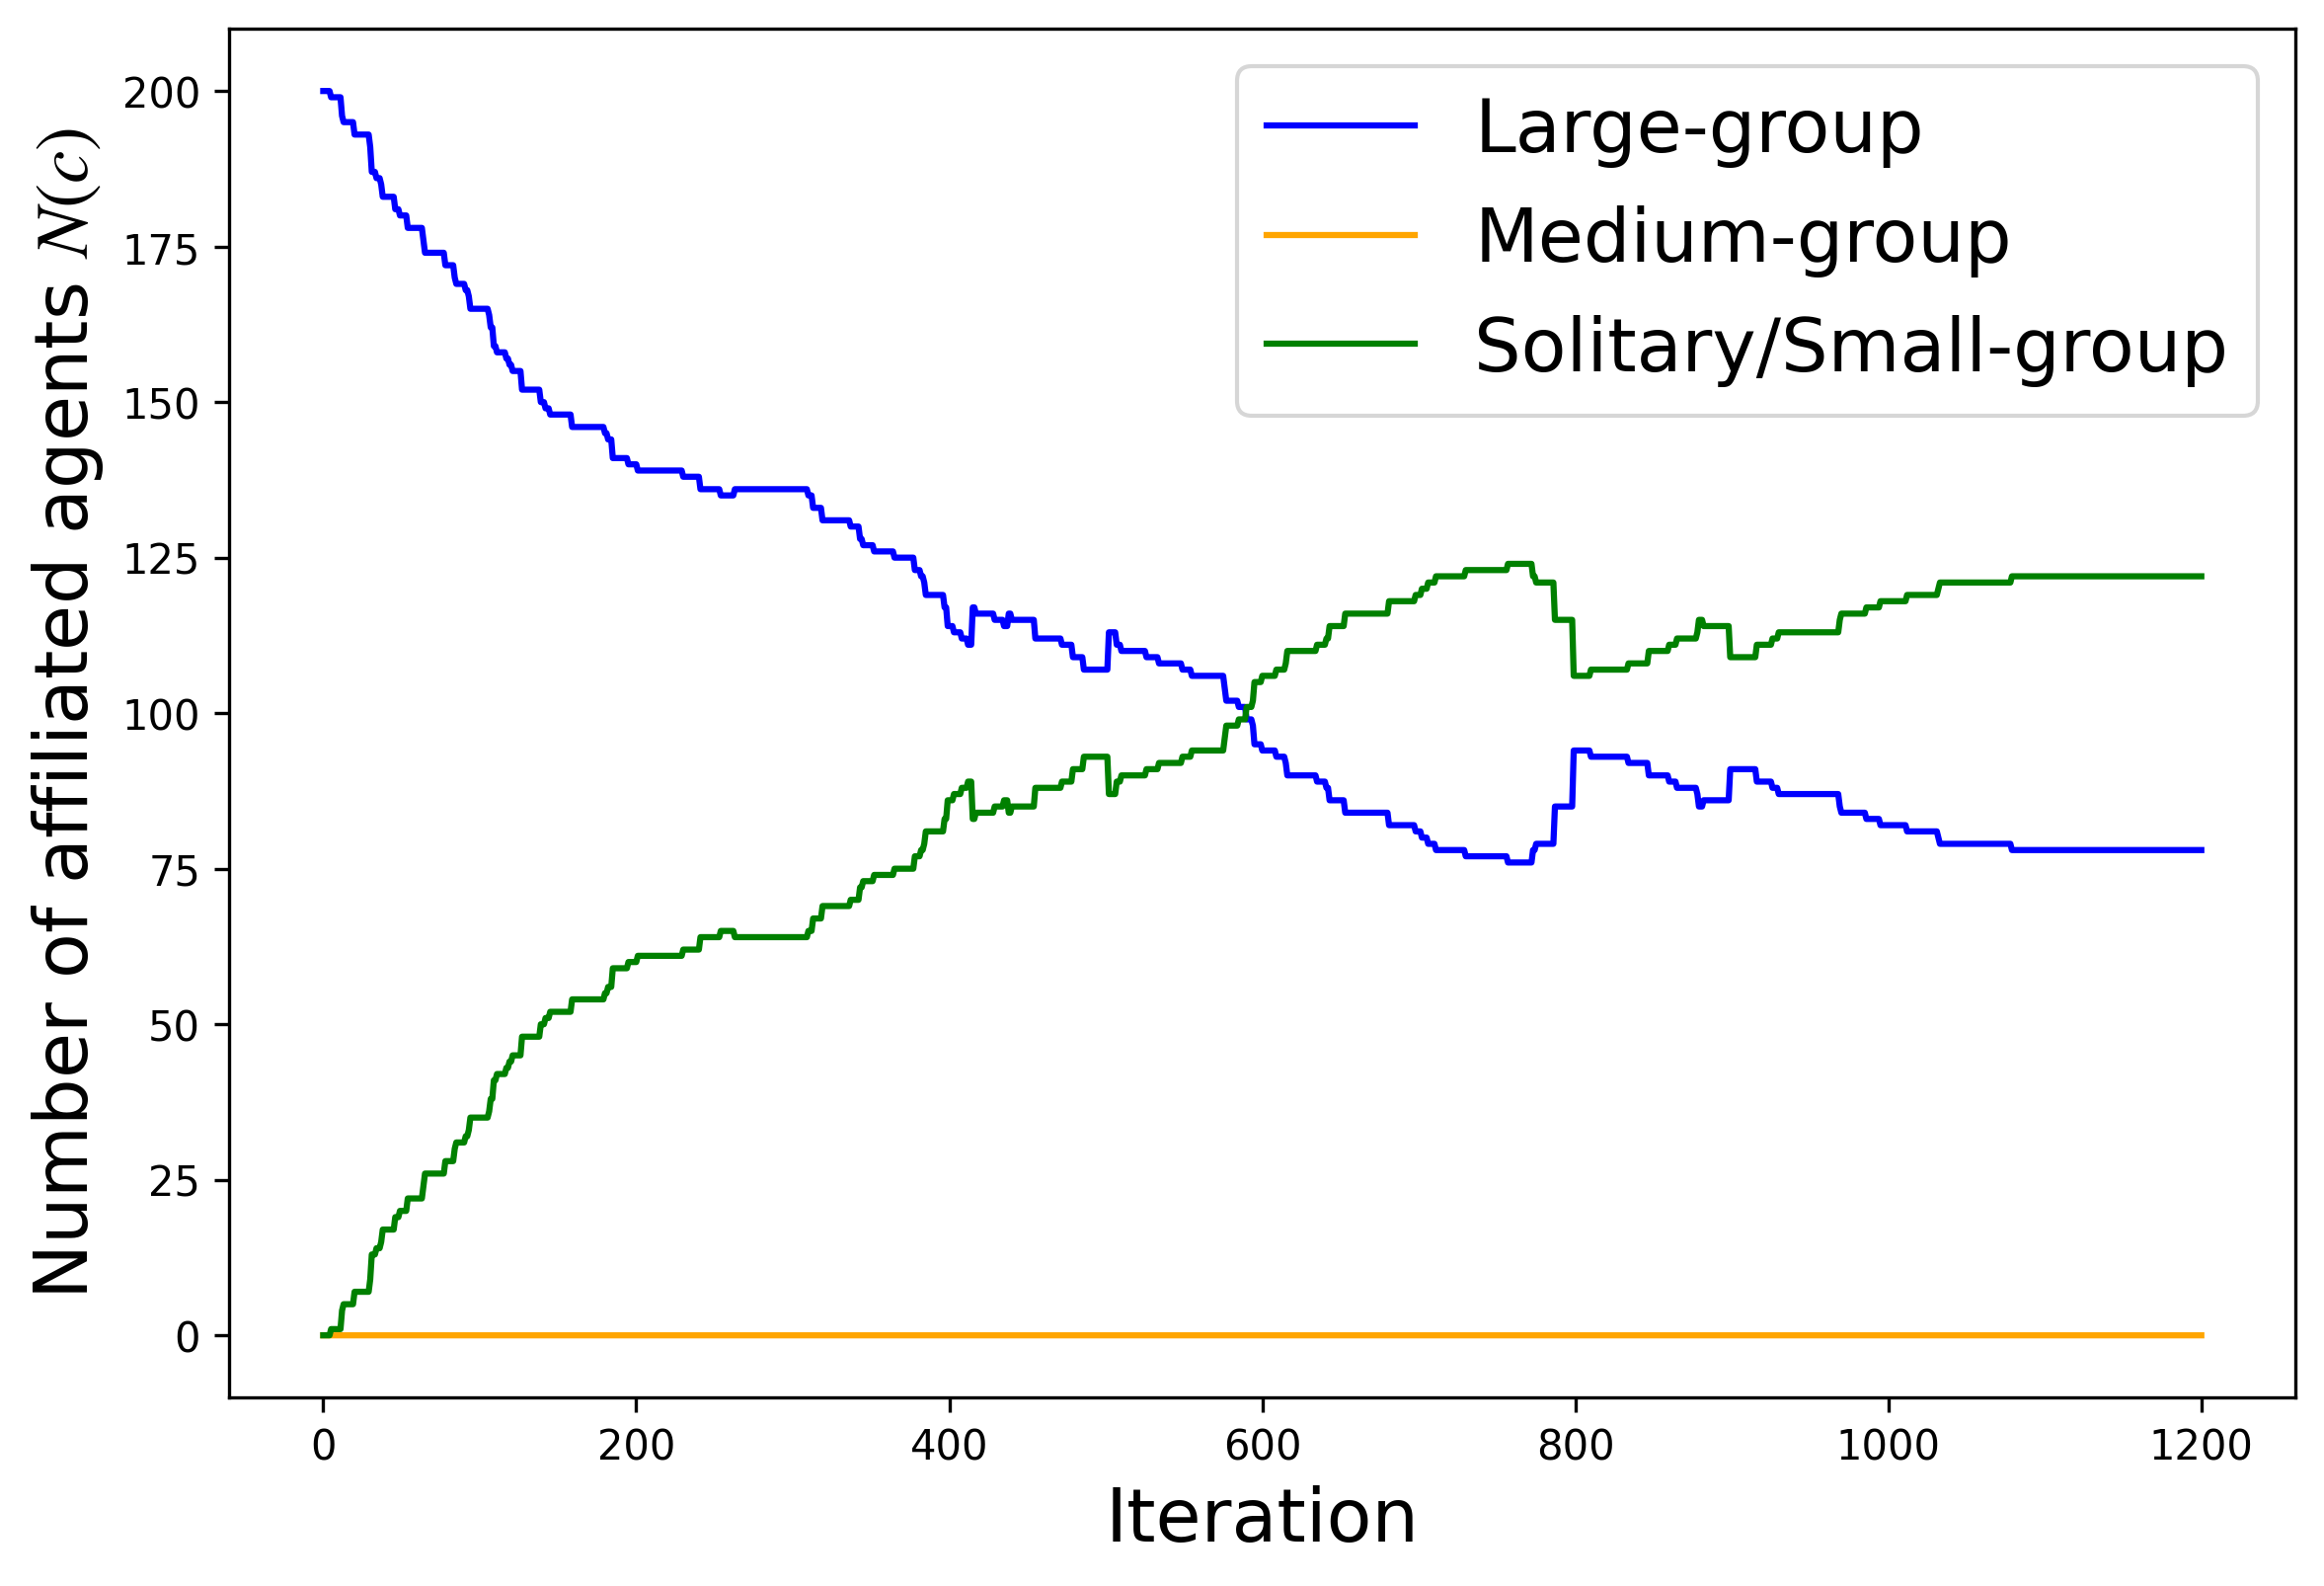 Number of affiliated agents N(c)
200
175
150
125
100
75
50
25
0
Large-group
Medium-group
Solitary/Small-group
0 200 400 600 800 1000 1200
Iteration